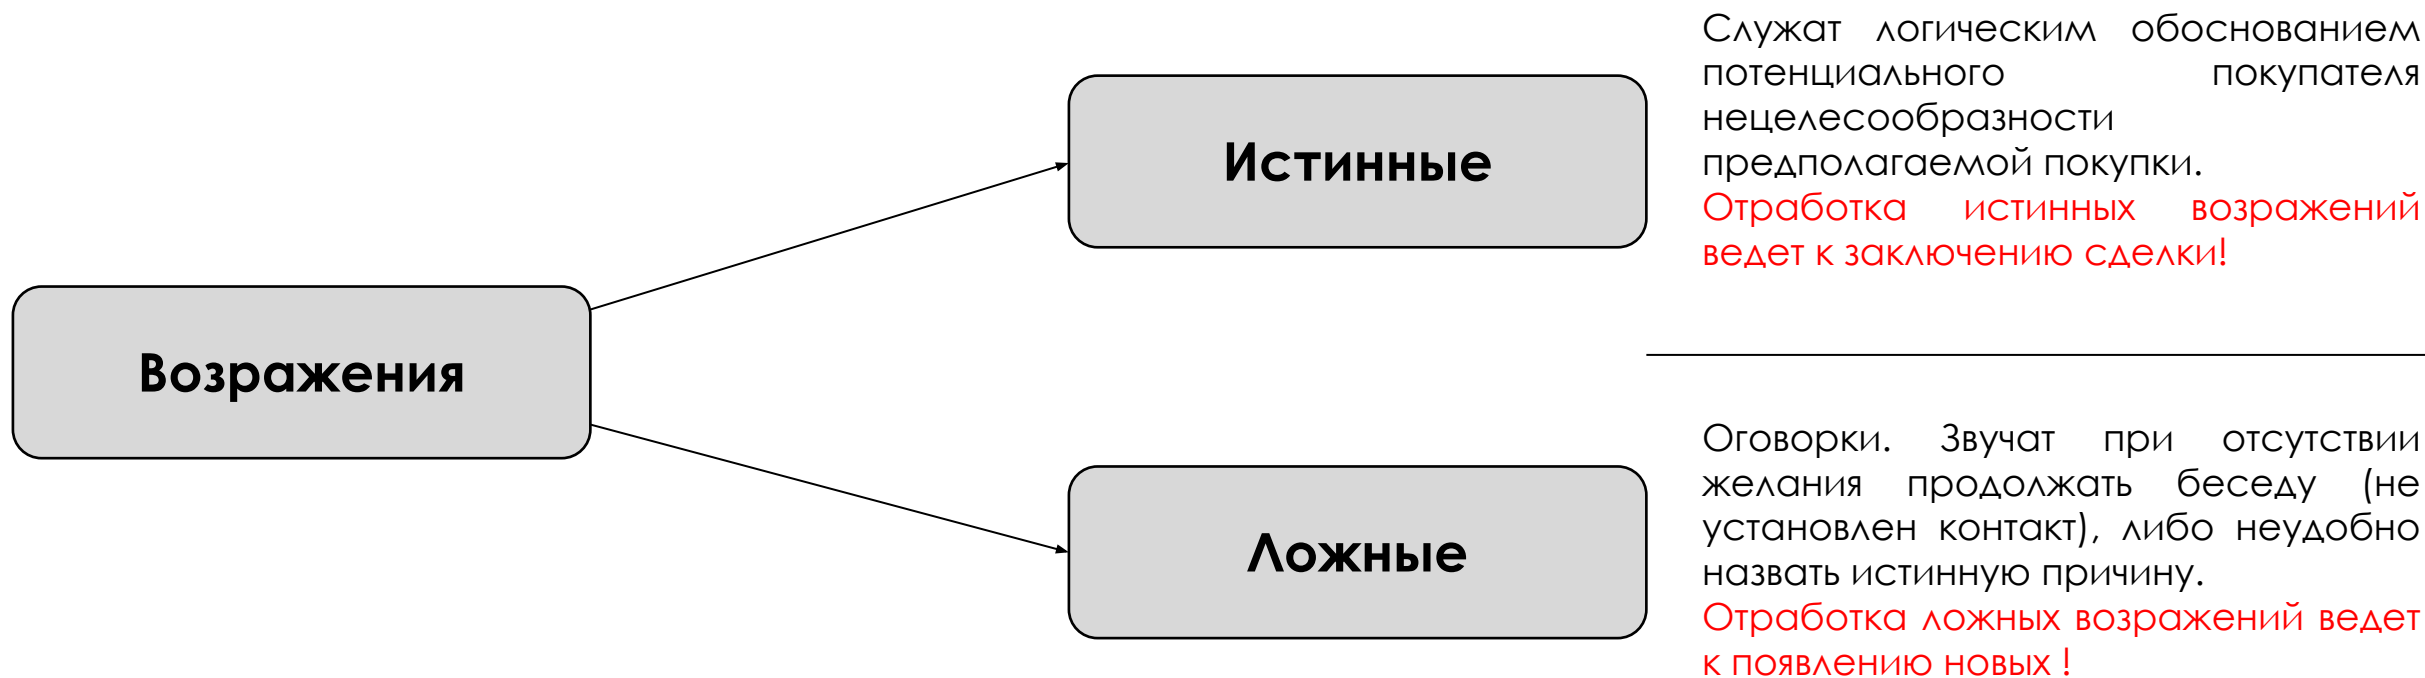 Возражения
Истинные
Служат логическим обоснованием
потенциального покупателя
нецелесообразности
предполагаемой покупки.
Отработка истинных возражений
ведет к заключению сделки!
Ложные
Оговорки. Звучат при отсутствии
желания продолжать беседу (не
установлен контакт), либо неудобно
назвать истинную причину.
Отработка ложных возражений ведет
к появлению новых !